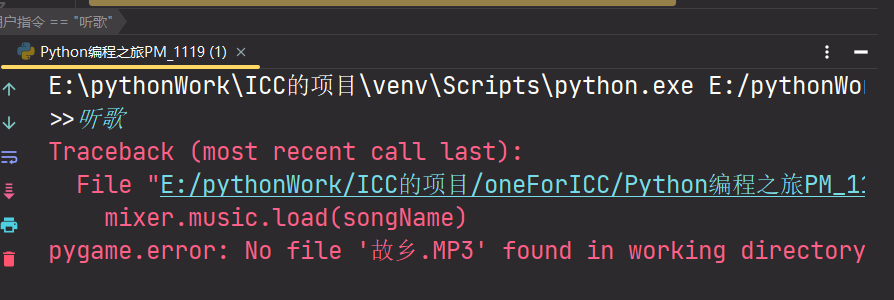 用户指令 == "听歌"
Python编程之旅PM_1119 (1)
E:\pythonWork\ICC的项目\venv\Scripts\python.exe E:/pythonWor
>>听歌
Traceback (most recent call last):
File "E:/pythonWork/ICC的项目/oneForICC/Python编程之旅PM_11
mixer.music.load(songName)
pygame.error: No file '故乡.MP3' found in working directory